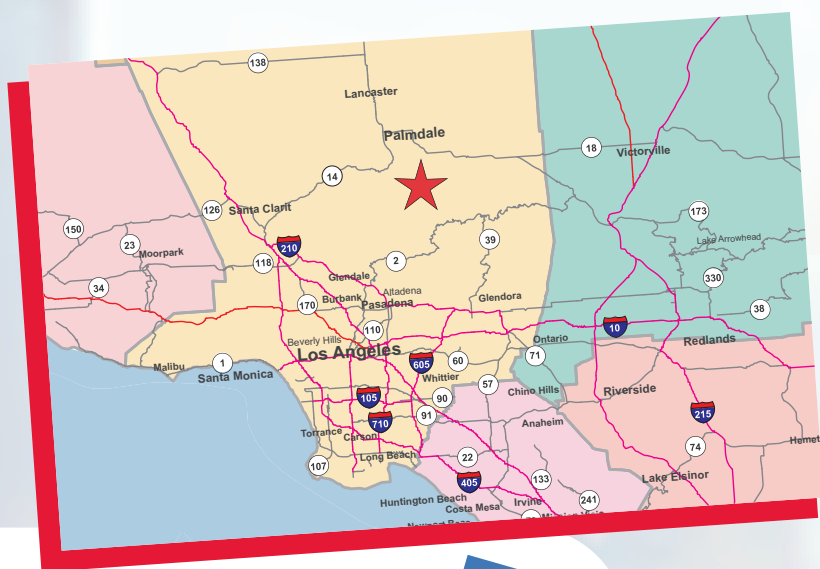 138
Lancaster
Palmdale
18
Victorville
14
126
Santa Clarit
173
150
23
Moorpark
210
39
Lake Arrowhead
118
2
34
Glendale
330
170
Burbank
Altadena
Pasadena
Glendora
38
110
10
Beverly Hills
Los Angeles
Ontario
Redlands
Malibu
1
Santa Monica
605
60
71
Whittier
57
Chino Hills
Riverside
105
90
710
91
Anaheim
215
Torrance
Carson
74
Hemet
107
Long Beach
22
405
133
Lake Elsinor
Huntington Beach
Costa Mesa
Irvine
241